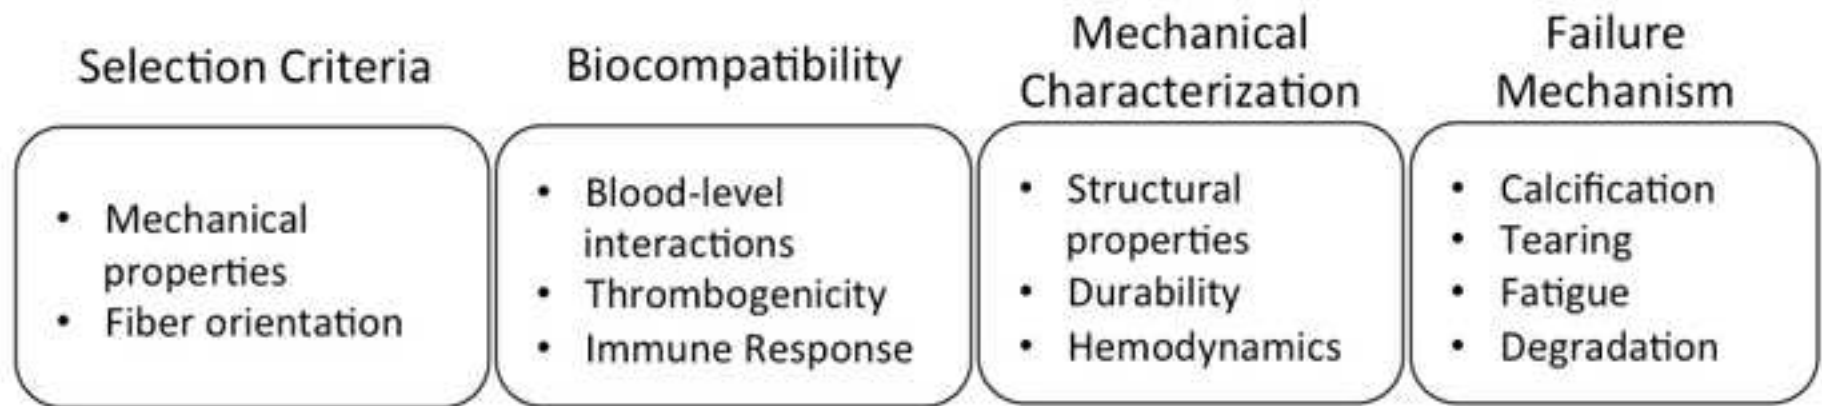 Selection Criteria
• Mechanical
properties
• Fiber orientation
Biocompatibility
• Blood-level
interactions
• Thrombogenicity
• Immune Response
Mechanical
Characterization
• Structural
properties
• Durability
• Hemodynamics
Failure
Mechanism
• Calcification
• Tearing
• Fatigue
• Degradation